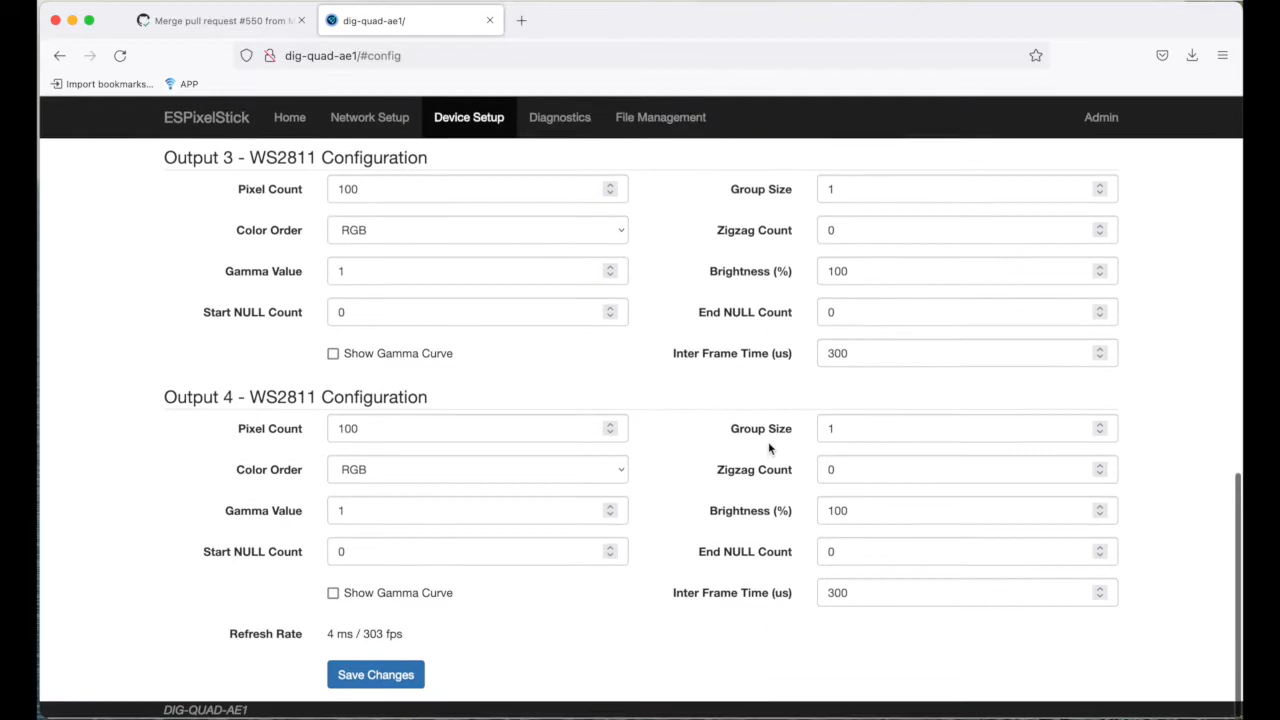 Merge pull request #550 from M
dig-quad-ae1/
dig-quad-ae1/#config
Import bookmarks... APP
ESPixelStick Home Network Setup Device Setup Diagnostics File Management Admin
Output 3 - WS2811 Configuration
Pixel Count 100 Group Size 1
Color Order RGB Zigzag Count 0
Gamma Value 1 Brightness (%) 100
Start NULL Count 0 End NULL Count 0
Show Gamma Curve Inter Frame Time (us) 300
Output 4 - WS2811 Configuration
Pixel Count 100 Group Size 1
Color Order RGB Zigzag Count 0
Gamma Value 1 Brightness (%) 100
Start NULL Count 0 End NULL Count 0
Show Gamma Curve Inter Frame Time (us) 300
Refresh Rate 4 ms / 303 fps
Save Changes
DIG-QUAD-AE1